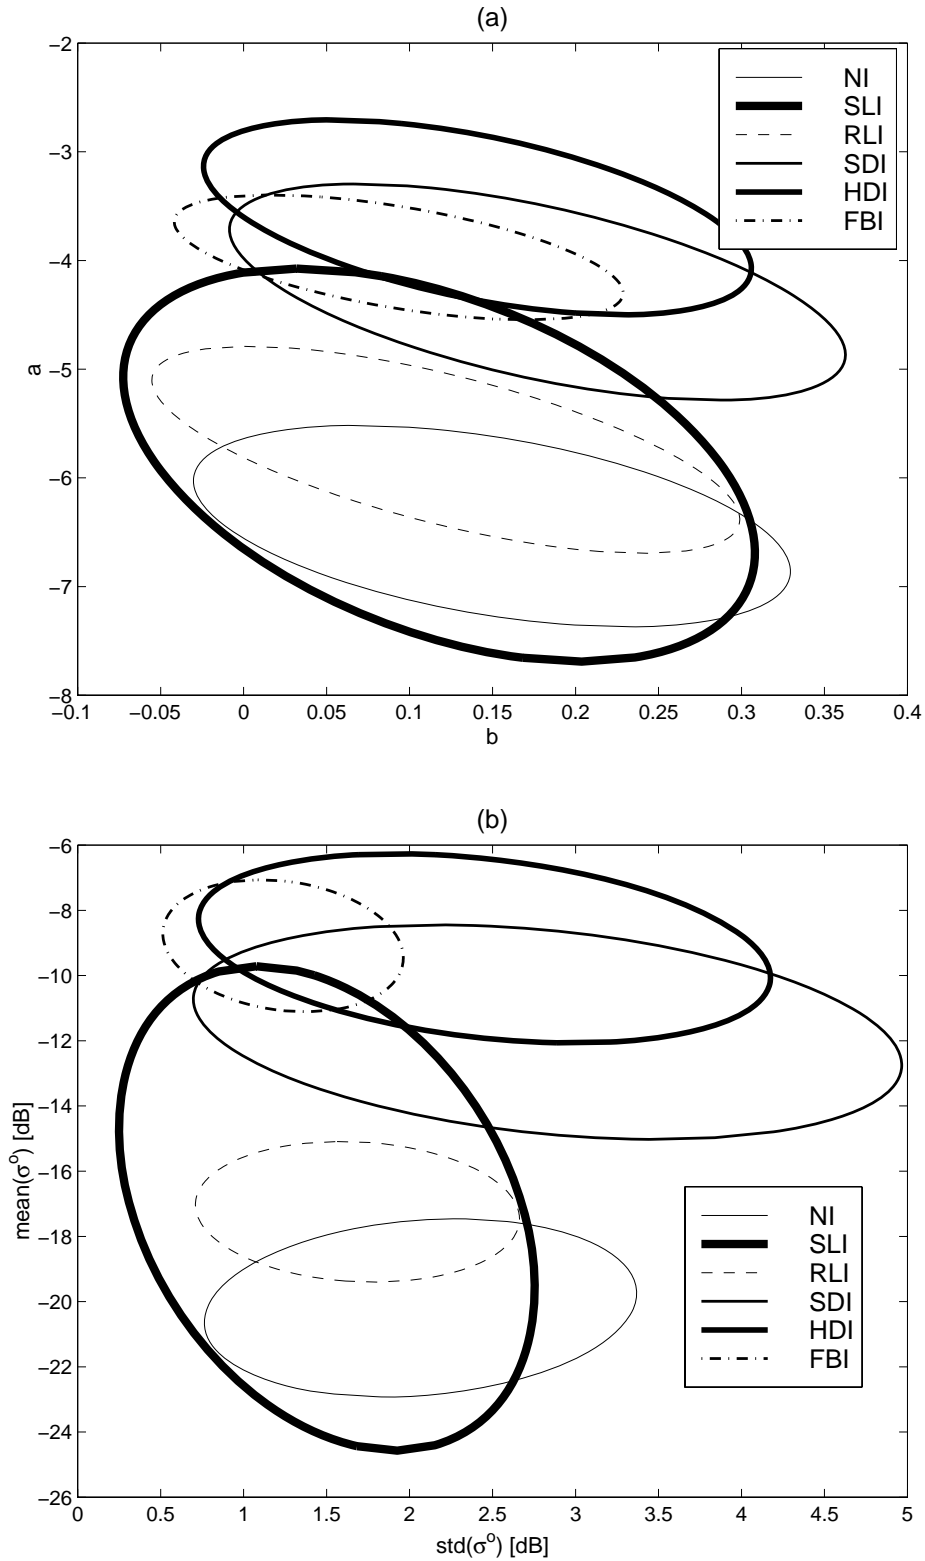 (a)
−2
−3
−4
−5
−6
−7
−8
a
NI
SLI
RLI
SDI
HDI
FBI
−0.1 −0.05 0 0.05 0.1 0.15 0.2 0.25 0.3 0.35 0.4
b
(b)
−6
−8
−10
−12
−14
−16
−18
−20
−22
−24
−26
mean(σᵒ) [dB]
NI
SLI
RLI
SDI
HDI
FBI
0 0.5 1 1.5 2 2.5 3 3.5 4 4.5 5
std(σᵒ) [dB]